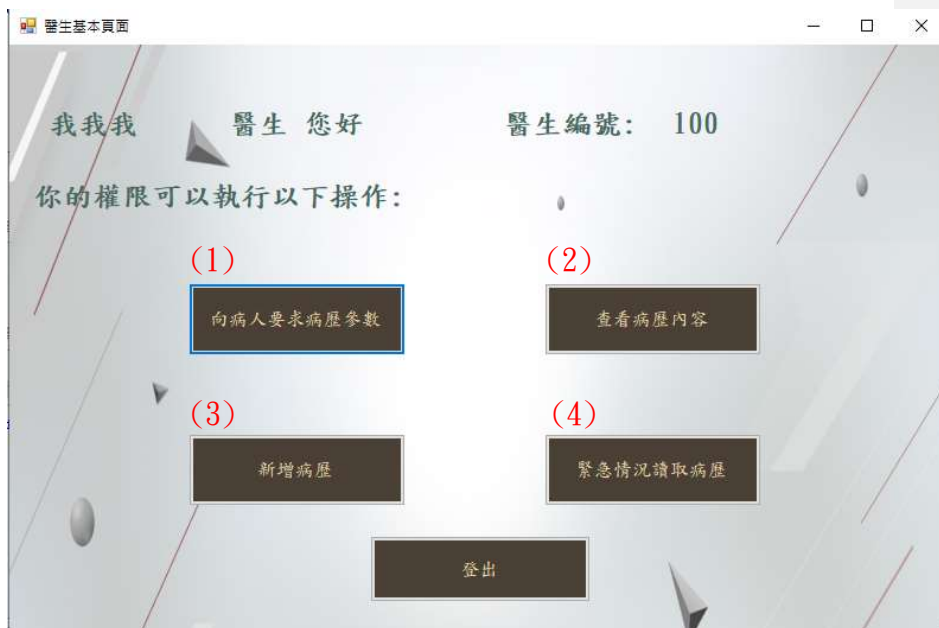 醫生基本頁面
我我我 醫生 您好 醫生編號: 100
你的權限可以執行以下操作:
(1) (2)
向病人要求病歷參數 查看病歷內容
(3) (4)
新增病歷 緊急情況讀取病歷
登出